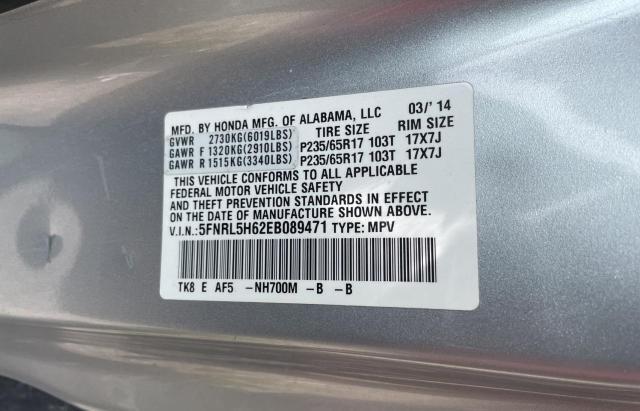 MFD. BY HONDA MFG. OF ALABAMA, LLC 03/'14
GVWR 2730KG(6019LBS) TIRE SIZE RIM SIZE
GAWR F 1320KG(2910LBS) P235/65R17 103T 17X7J
GAWR R 1515KG(3340LBS) P235/65R17 103T 17X7J
THIS VEHICLE CONFORMS TO ALL APPLICABLE
FEDERAL MOTOR VEHICLE SAFETY
AND THEFT PREVENTION STANDARDS IN EFFECT
ON THE DATE OF MANUFACTURE SHOWN ABOVE.
V.I.N.:5FNRL5H62EB089471 TYPE: MPV
TK8 E AF5 -NH700M -B -B